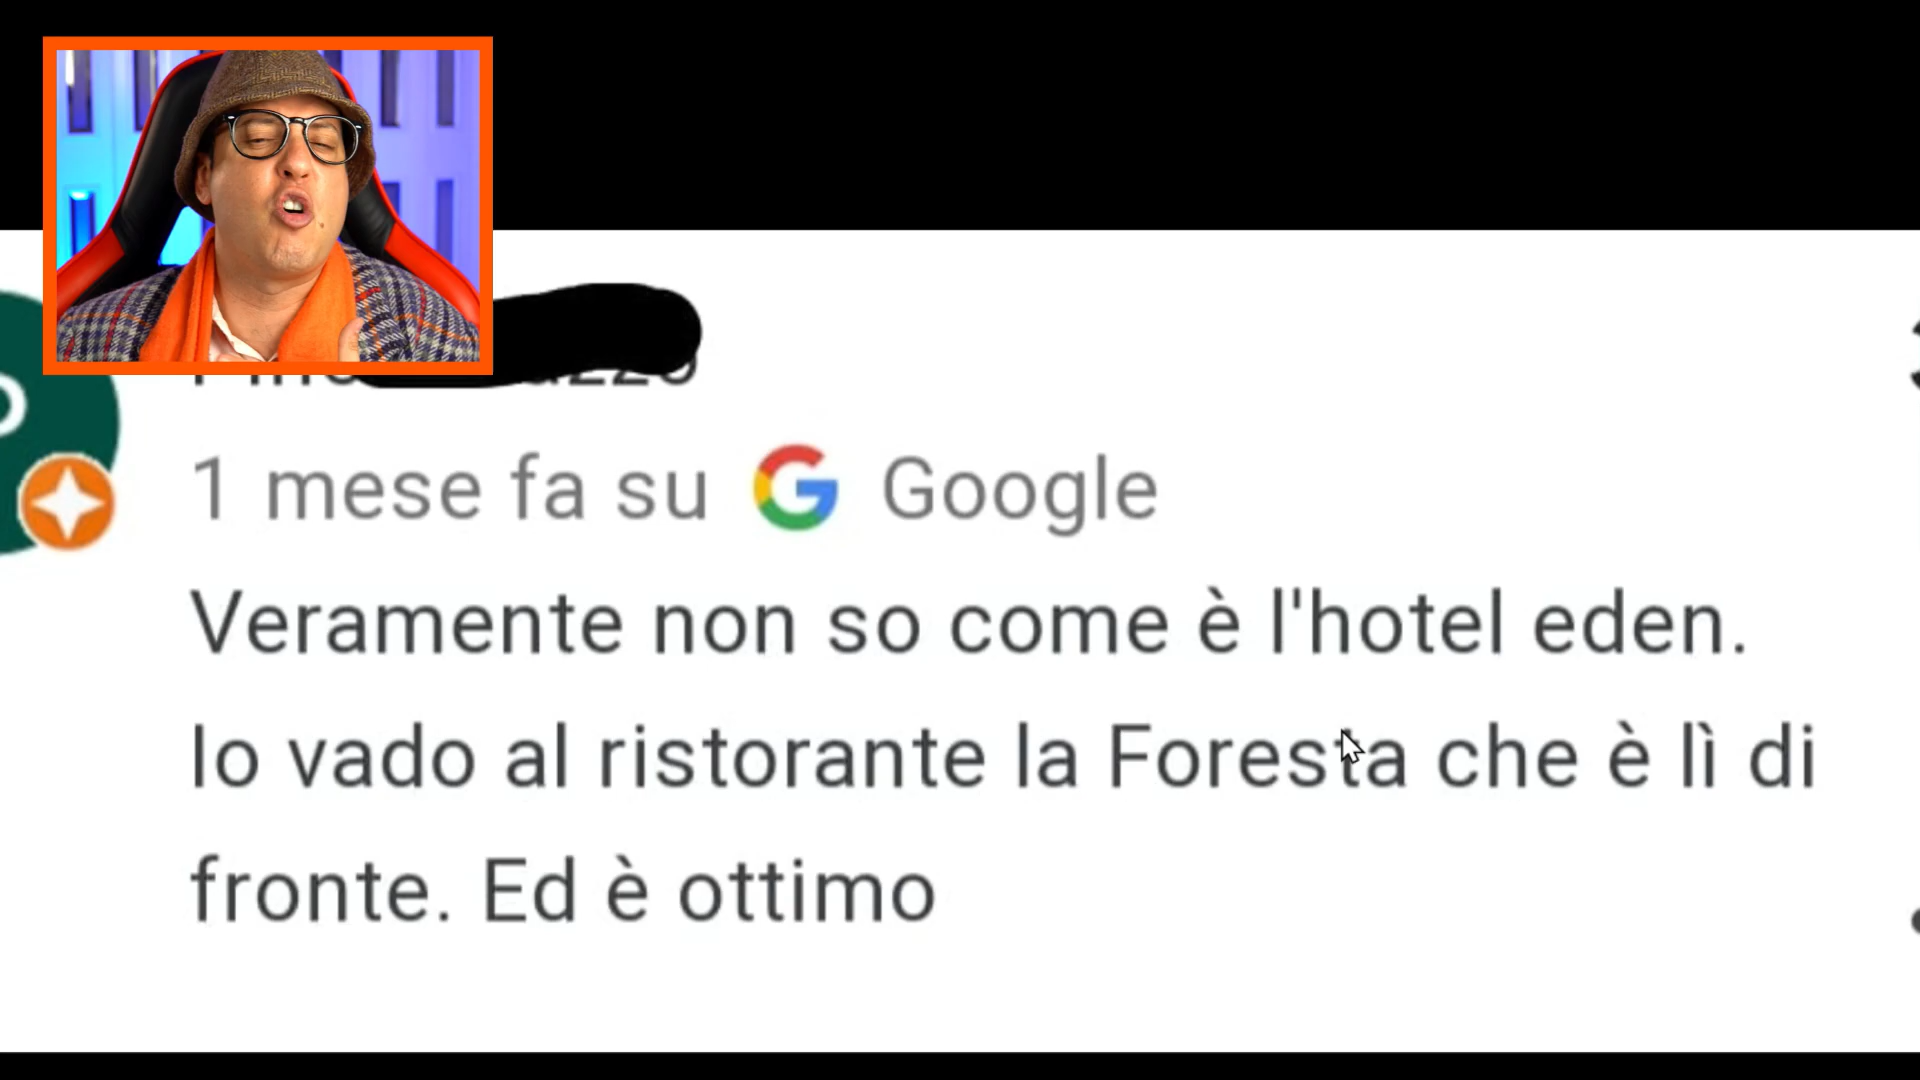 1 mese fa su Google
Veramente non so come è l'hotel eden.
Io vado al ristorante la Foresta che è lì di
fronte. Ed è ottimo